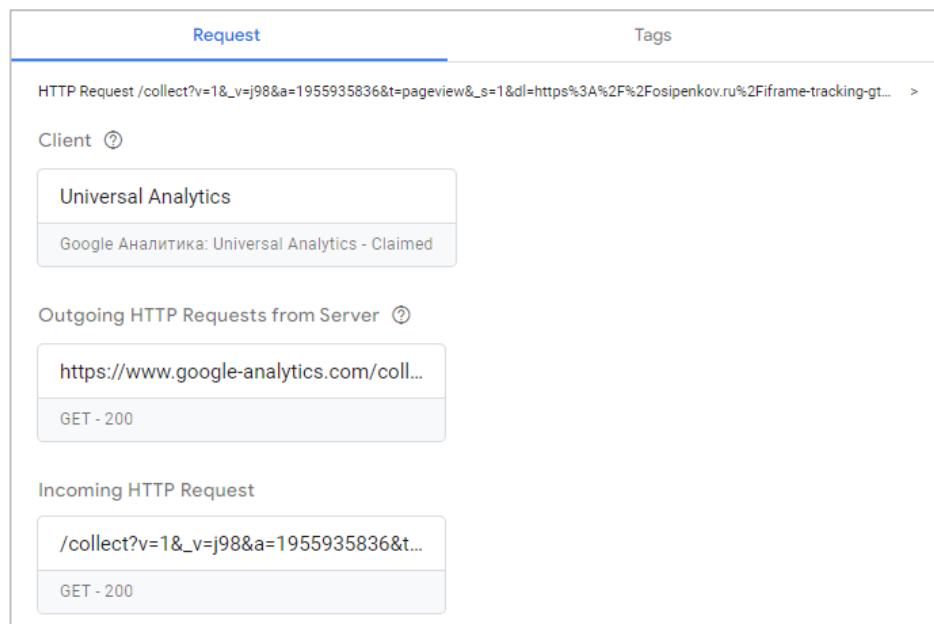 Request
Tags
HTTP Request /collect?v=1&_v=j98&a=1955935836&t=pageview&_s=1&dl=https%3A%2F%2Fosipenkov.ru%2Fiframe-tracking-gt... >
Client
Universal Analytics
Google Аналитика: Universal Analytics - Claimed
Outgoing HTTP Requests from Server
https://www.google-analytics.com/coll...
GET - 200
Incoming HTTP Request
/collect?v=1&_v=j98&a=1955935836&t...
GET - 200